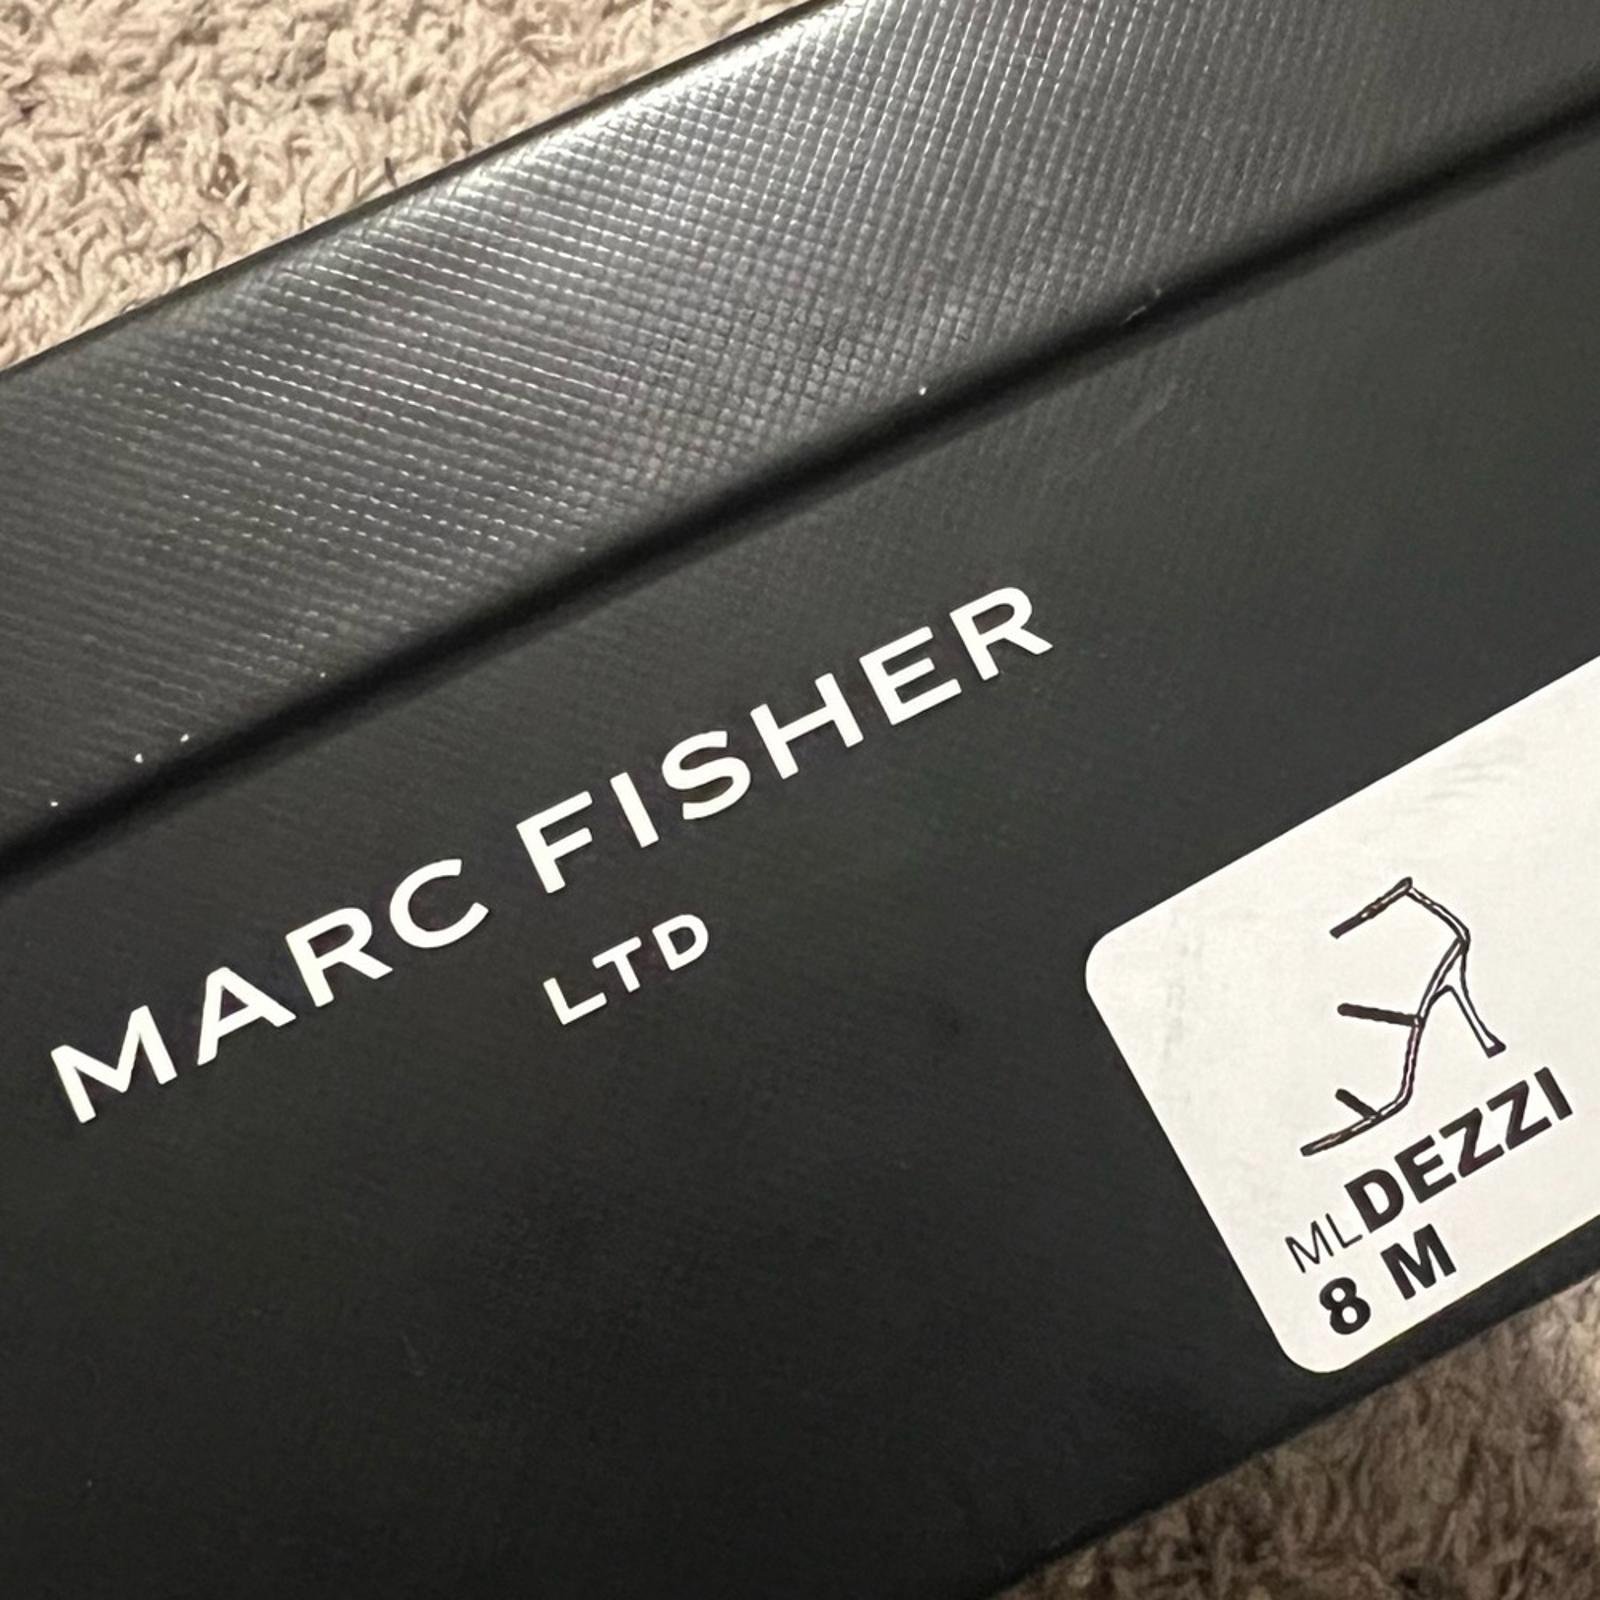 MARC FISHER
LTD
MLDEZZI
8 M